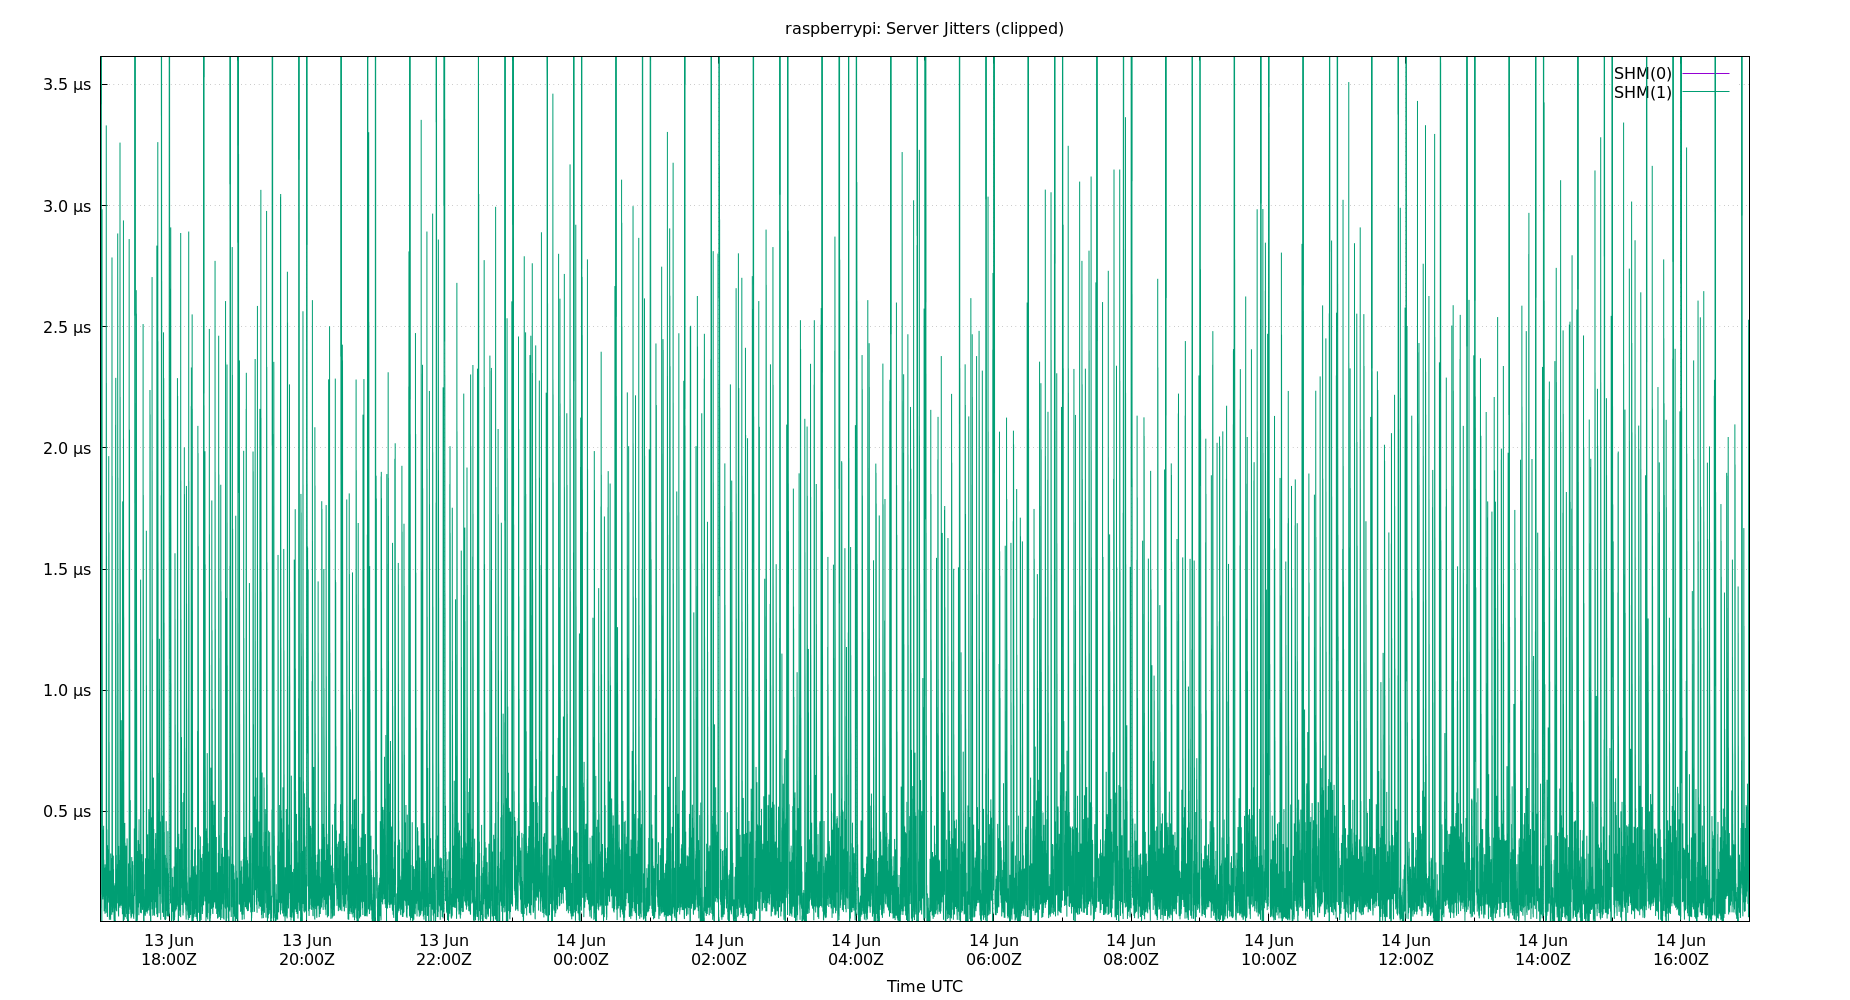 raspberrypi: Server Jitters (clipped)
SHM(0)
SHM(1)
3.5 µs
3.0 µs
2.5 µs
2.0 µs
1.5 µs
1.0 µs
0.5 µs
13 Jun 13 Jun 13 Jun 14 Jun 14 Jun 14 Jun 14 Jun 14 Jun 14 Jun 14 Jun 14 Jun 14 Jun
18:00Z 20:00Z 22:00Z 00:00Z 02:00Z 04:00Z 06:00Z 08:00Z 10:00Z 12:00Z 14:00Z 16:00Z
Time UTC